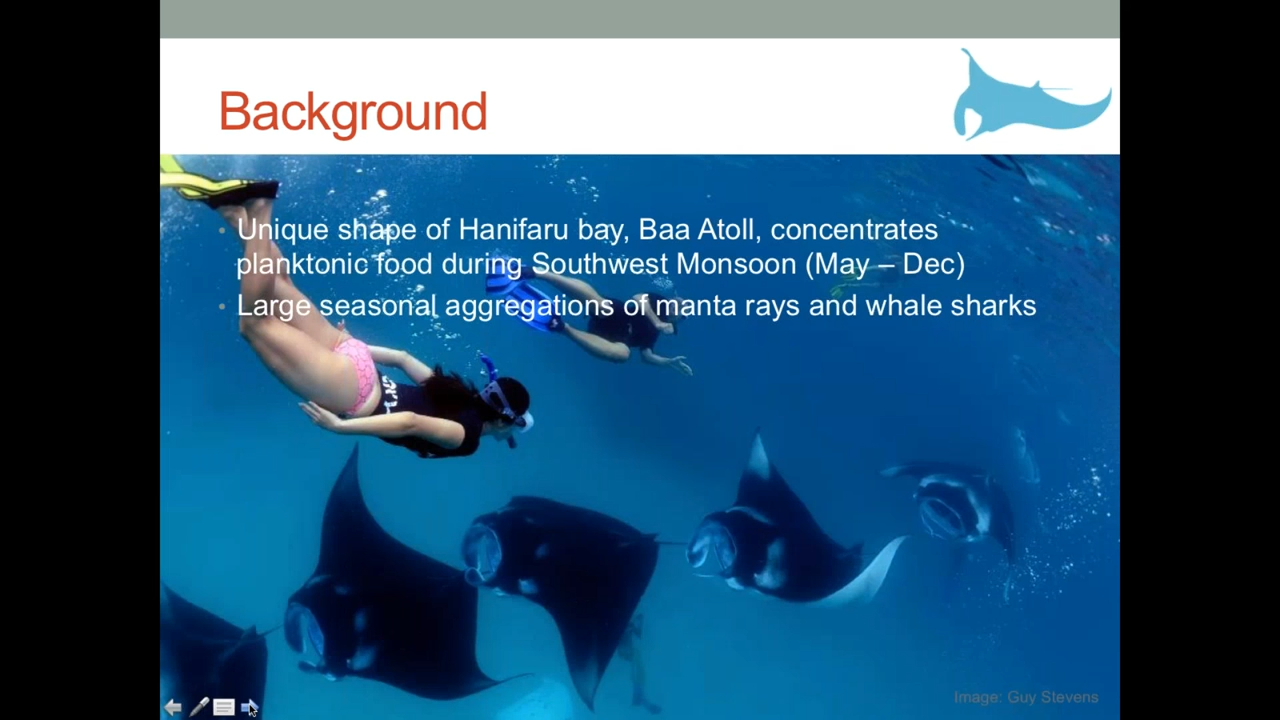 Background
• Unique shape of Hanifaru bay, Baa Atoll, concentrates
planktonic food during Southwest Monsoon (May – Dec)
• Large seasonal aggregations of manta rays and whale sharks
Image: Guy Stevens